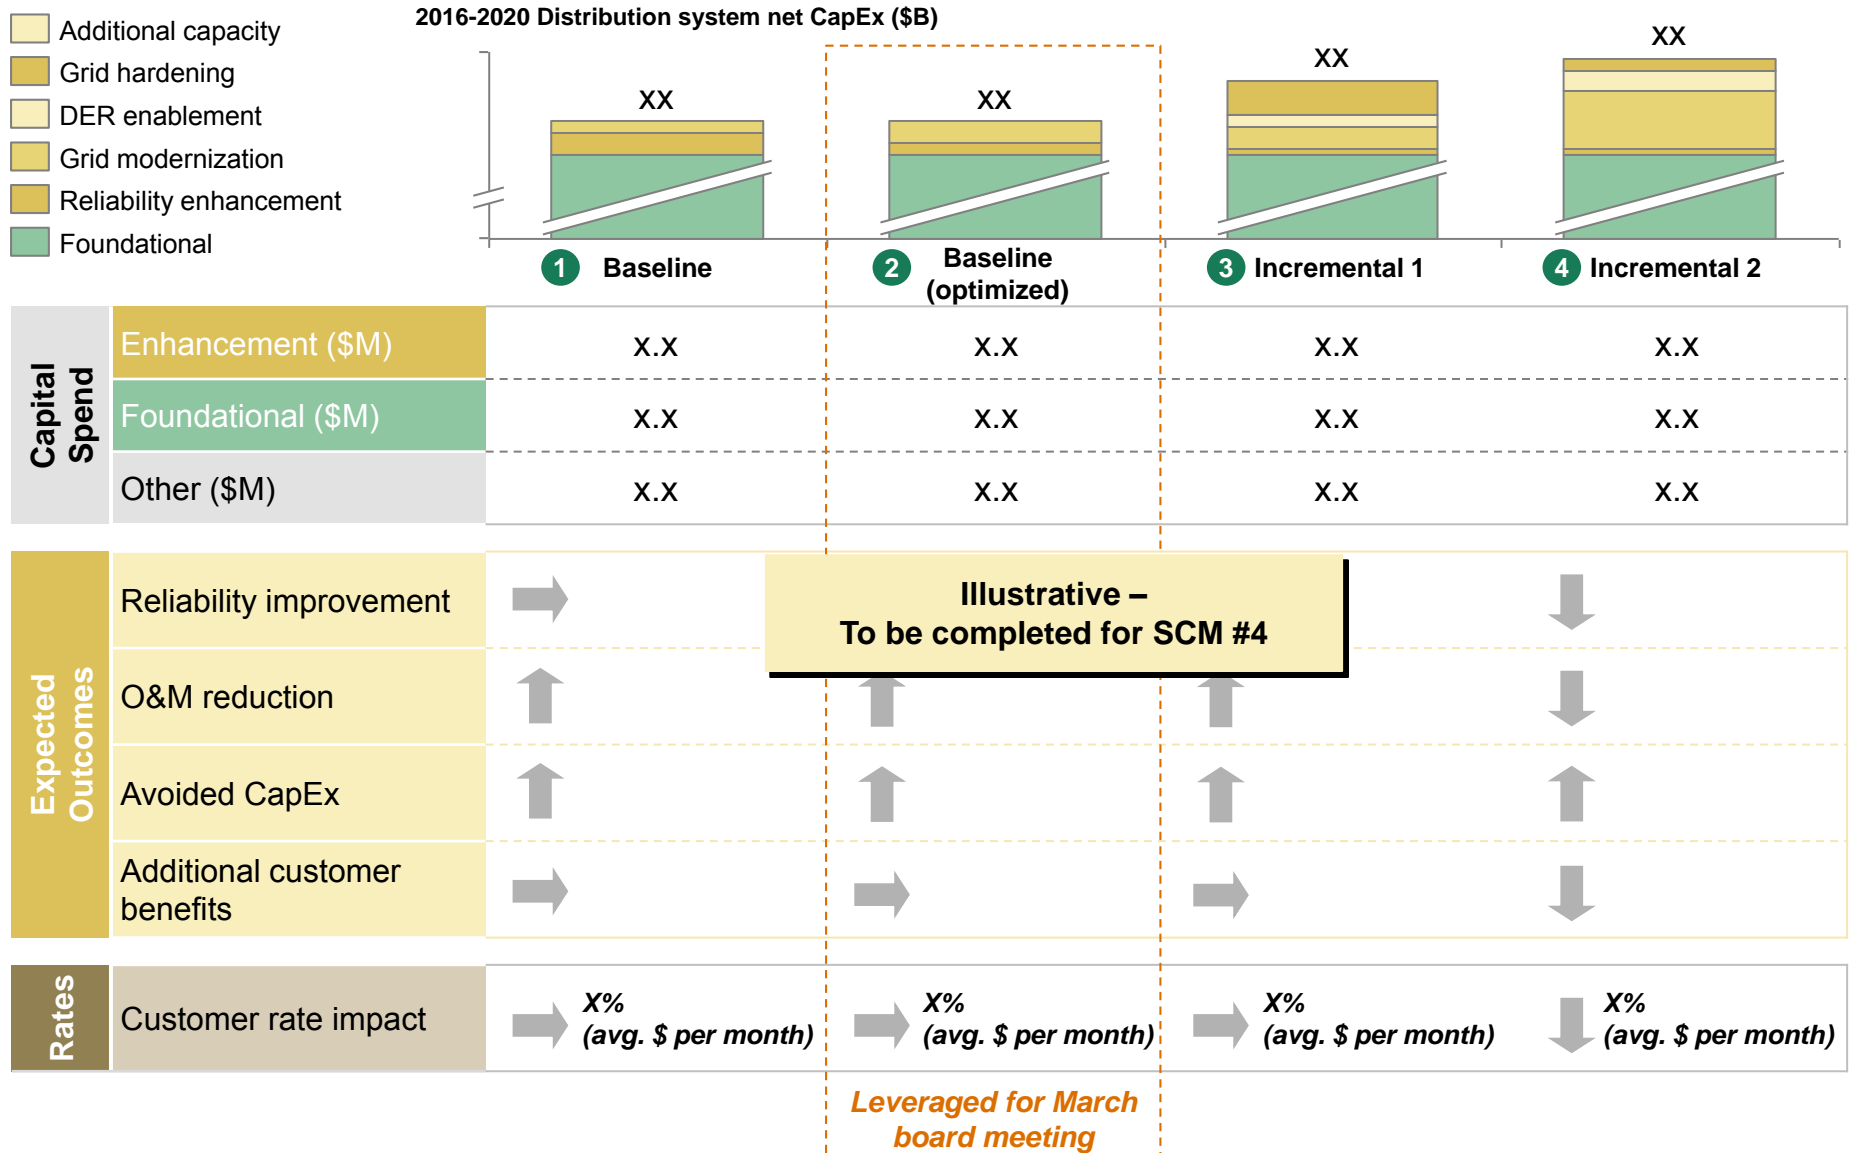 2016-2020 Distribution system net CapEx ($B)
Additional capacity
Grid hardening
DER enablement
Grid modernization
Reliability enhancement
Foundational
XX
XX
XX
XX
1 Baseline
2 Baseline
(optimized)
3 Incremental 1
4 Incremental 2
Capital
Spend
Enhancement ($M)
X.X
X.X
X.X
X.X
Foundational ($M)
X.X
X.X
X.X
X.X
Other ($M)
X.X
X.X
X.X
X.X
Expected
Outcomes
Reliability improvement
Illustrative –
To be completed for SCM #4
O&M reduction
Avoided CapEx
Additional customer
benefits
Rates
Customer rate impact
X%
(avg. $ per month)
X%
(avg. $ per month)
X%
(avg. $ per month)
X%
(avg. $ per month)
Leveraged for March
board meeting